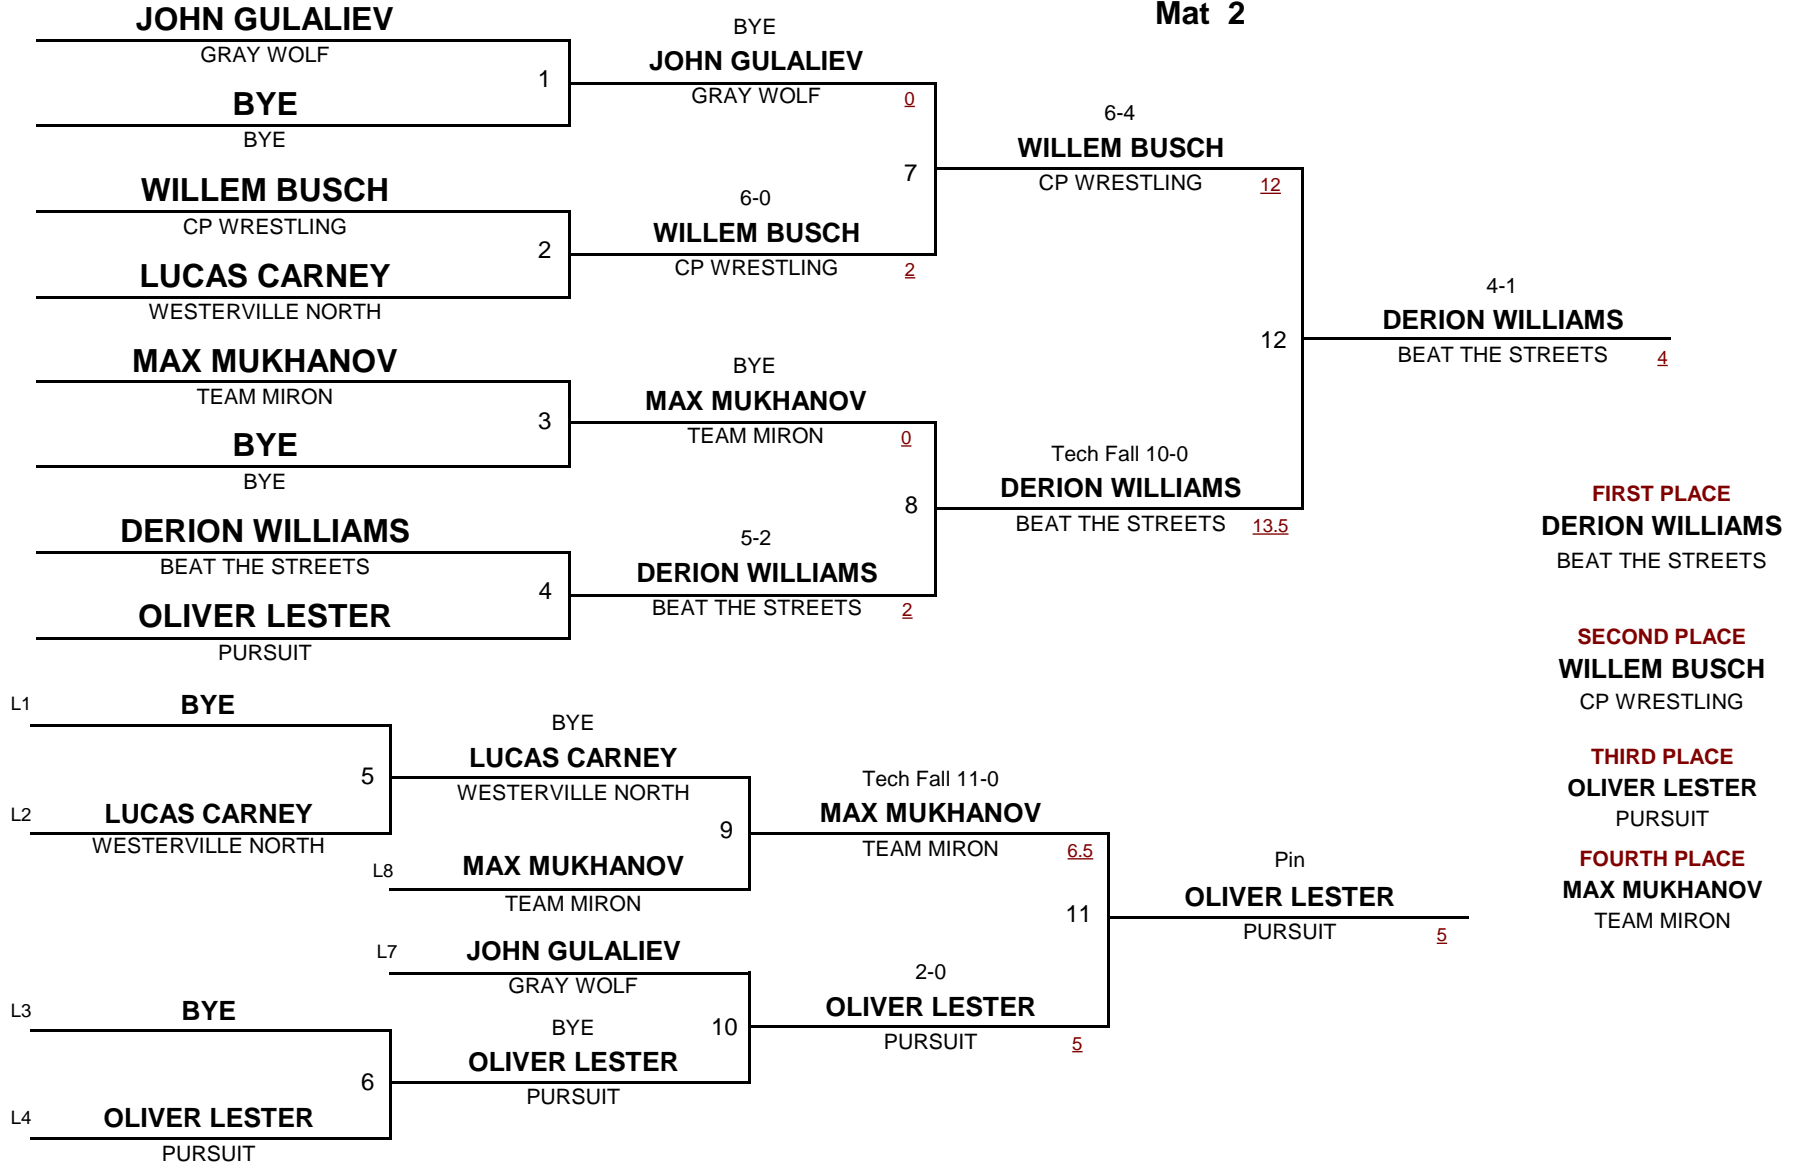 Mat 2
JOHN GULALIEV
GRAY WOLF
1
BYE
BYE
WILLEM BUSCH
CP WRESTLING
2
LUCAS CARNEY
WESTERVILLE NORTH
MAX MUKHANOV
TEAM MIRON
3
BYE
BYE
DERION WILLIAMS
BEAT THE STREETS
4
OLIVER LESTER
PURSUIT
BYE
JOHN GULALIEV
GRAY WOLF 0
7
6-0
WILLEM BUSCH
CP WRESTLING 2
BYE
MAX MUKHANOV
TEAM MIRON 0
8
5-2
DERION WILLIAMS
BEAT THE STREETS 2
6-4
WILLEM BUSCH
CP WRESTLING 12
12
Tech Fall 10-0
DERION WILLIAMS
BEAT THE STREETS 13.5
4-1
DERION WILLIAMS
BEAT THE STREETS 4
L1 BYE
5
L2 LUCAS CARNEY
WESTERVILLE NORTH
L3 BYE
6
L4 OLIVER LESTER
PURSUIT
BYE
LUCAS CARNEY
WESTERVILLE NORTH
9
L8 MAX MUKHANOV
TEAM MIRON
L7 JOHN GULALIEV
GRAY WOLF
10
BYE
OLIVER LESTER
PURSUIT
Tech Fall 11-0
MAX MUKHANOV
TEAM MIRON 6.5
11
2-0
OLIVER LESTER
PURSUIT 5
Pin
OLIVER LESTER
PURSUIT 5
FIRST PLACE
DERION WILLIAMS
BEAT THE STREETS
SECOND PLACE
WILLEM BUSCH
CP WRESTLING
THIRD PLACE
OLIVER LESTER
PURSUIT
FOURTH PLACE
MAX MUKHANOV
TEAM MIRON